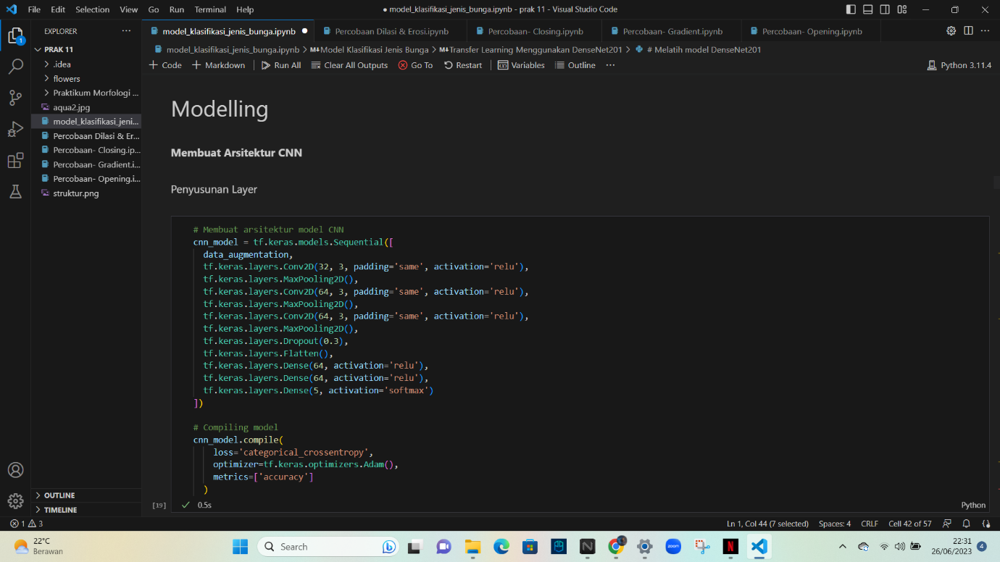 File Edit Selection View Go Run Terminal Help
● model_klasifikasi_jenis_bunga.ipynb - prak 11 - Visual Studio Code
EXPLORER
model_klasifikasi_jenis_bunga.ipynb ●
Percobaan Dilasi & Erosi.ipynb
Percobaan- Closing.ipynb
Percobaan- Gradient.ipynb
Percobaan- Opening.ipynb
1
PRAK 11
model_klasifikasi_jenis_bunga.ipynb > M↓Model Klasifikasi Jenis Bunga > M↓Transfer Learning Menggunakan DenseNet201 > # Melatih model DenseNet201
+ Code + Markdown Run All Clear All Outputs Go To Restart Variables Outline ...
Python 3.11.4
.idea
flowers
Praktikum Morfologi ...
aqua2.jpg
model_klasifikasi_jeni...
Percobaan Dilasi & Er...
Percobaan- Closing.ip...
Percobaan- Gradient.i...
Percobaan- Opening.i...
struktur.png
Modelling
Membuat Arsitektur CNN
Penyusunan Layer
# Membuat arsitektur model CNN
cnn_model = tf.keras.models.Sequential([
data_augmentation,
tf.keras.layers.Conv2D(32, 3, padding='same', activation='relu'),
tf.keras.layers.MaxPooling2D(),
tf.keras.layers.Conv2D(64, 3, padding='same', activation='relu'),
tf.keras.layers.MaxPooling2D(),
tf.keras.layers.Conv2D(64, 3, padding='same', activation='relu'),
tf.keras.layers.MaxPooling2D(),
tf.keras.layers.Dropout(0.3),
tf.keras.layers.Flatten(),
tf.keras.layers.Dense(64, activation='relu'),
tf.keras.layers.Dense(64, activation='relu'),
tf.keras.layers.Dense(5, activation='softmax')
])
# Compiling model
cnn_model.compile(
loss='categorical_crossentropy',
optimizer=tf.keras.optimizers.Adam(),
metrics=['accuracy']
)
[19] 0.5s
Python
OUTLINE
TIMELINE
1 3
Ln 1, Col 44 (7 selected) Spaces: 4 CRLF Cell 42 of 57
22°C
Berawan
Search
zoom
22:31
26/06/2023
4